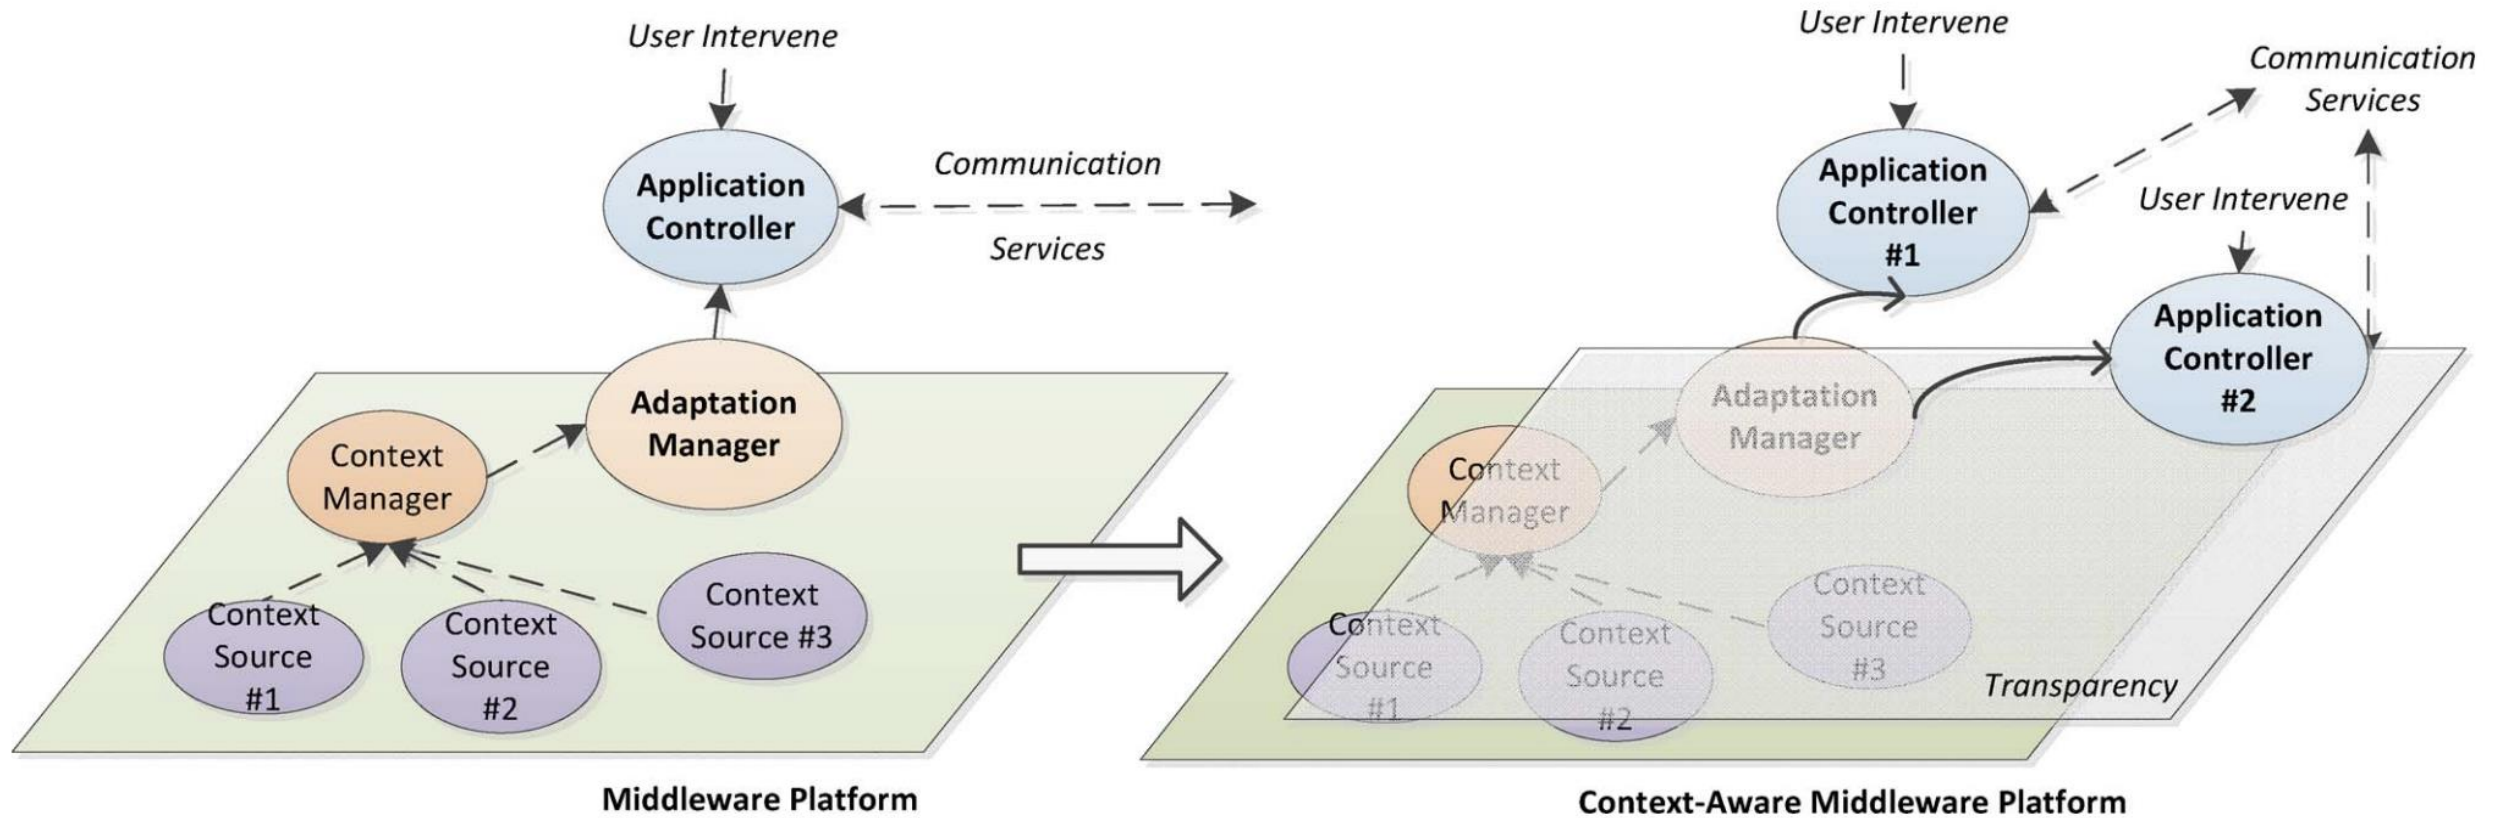 User Intervene
Application
Controller
Communication
Services
Adaptation
Manager
Context
Manager
Context
Source
#1
Context
Source
#2
Context
Source #3
Middleware Platform
User Intervene
Communication
Services
Application
Controller
#1
User Intervene
Application
Controller
#2
Adaptation
Manager
Context
Manager
Context
Source
#1
Context
Source
#2
Context
Source
#3
Transparency
Context-Aware Middleware Platform